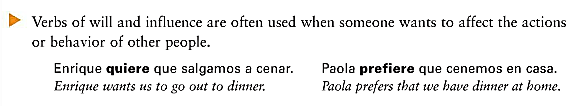 Verbs of will and influence are often used when someone wants to affect the actions
or behavior of other people.
Enrique quiere que salgamos a cenar.
Enrique wants us to go out to dinner.
Paola prefiere que cenemos en casa.
Paola prefers that we have dinner at home.